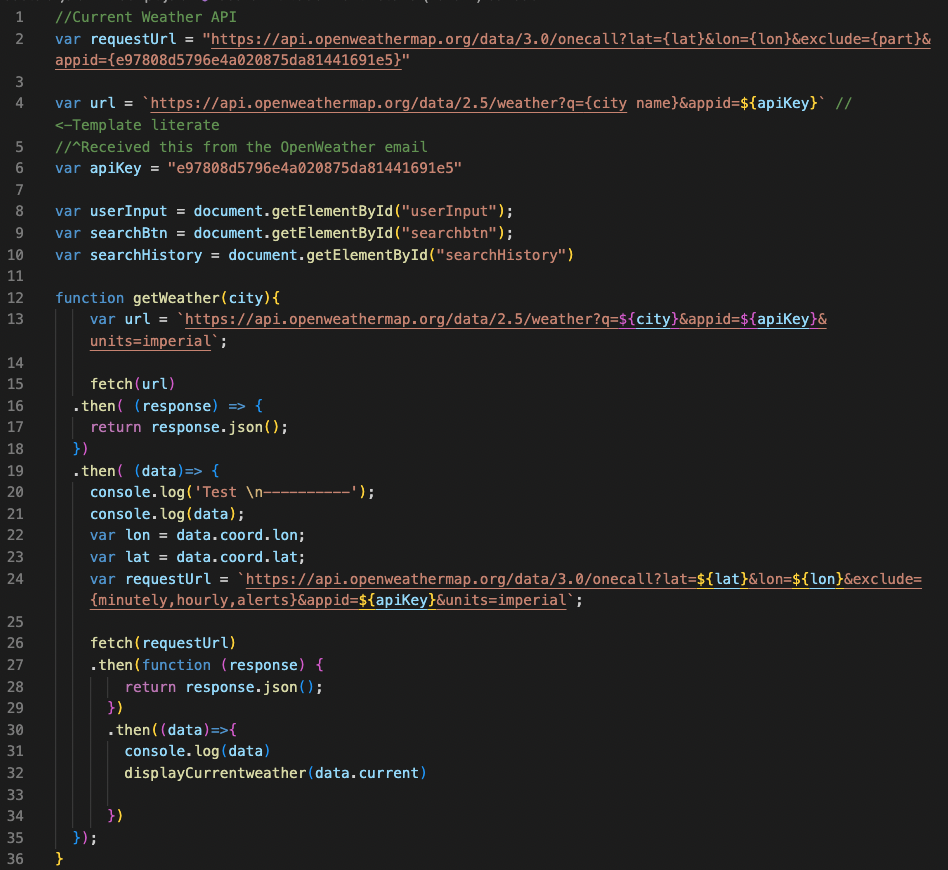 1 //Current Weather API
2 var requestUrl = "https://api.openweathermap.org/data/3.0/onecall?lat={lat}&lon={lon}&exclude={part}&
appid={e97808d5796e4a020875da81441691e5}"
3
4 var url = `https://api.openweathermap.org/data/2.5/weather?q={city name}&appid=${apiKey}` //
<-Template literate
5 //^Received this from the OpenWeather email
6 var apiKey = "e97808d5796e4a020875da81441691e5"
7
8 var userInput = document.getElementById("userInput");
9 var searchBtn = document.getElementById("searchbtn");
10 var searchHistory = document.getElementById("searchHistory")
11
12 function getWeather(city){
13 var url = `https://api.openweathermap.org/data/2.5/weather?q=${city}&appid=${apiKey}&
units=imperial`;
14
15 fetch(url)
16 .then( (response) => {
17 return response.json();
18 })
19 .then( (data)=> {
20 console.log('Test \n----------');
21 console.log(data);
22 var lon = data.coord.lon;
23 var lat = data.coord.lat;
24 var requestUrl = `https://api.openweathermap.org/data/3.0/onecall?lat=${lat}&lon=${lon}&exclude=
{minutely,hourly,alerts}&appid=${apiKey}&units=imperial`;
25
26 fetch(requestUrl)
27 .then(function (response) {
28 return response.json();
29 })
30 .then((data)=>{
31 console.log(data)
32 displayCurrentweather(data.current)
33
34 })
35 });
36 }